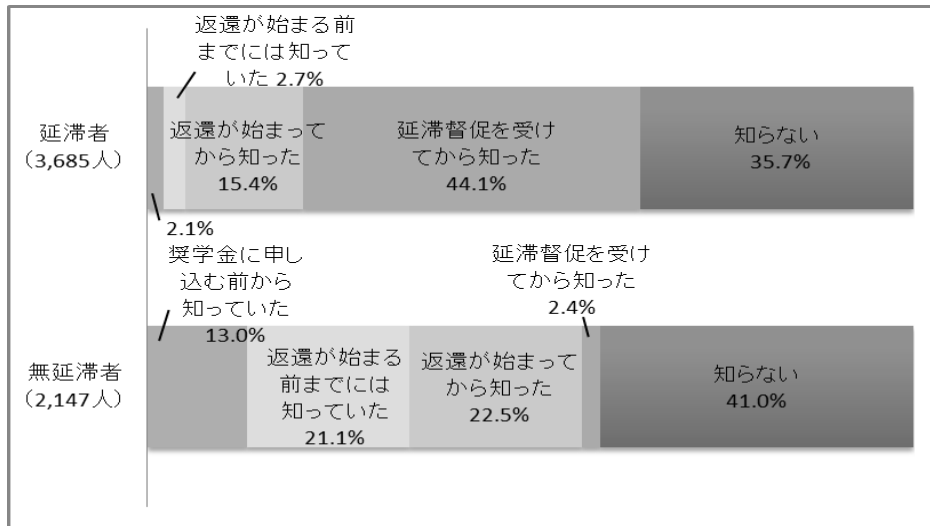 返還が始まる前
までには知って
いた 2.7%
延滞者
（3,685人）
返還が始まって
から知った
15.4%
延滞督促を受け
てから知った
44.1%
知らない
35.7%
2.1%
奨学金に申し
込む前から
知っていた
13.0%
延滞督促を受け
てから知った
2.4%
無延滞者
（2,147人）
返還が始まる
前までには
知っていた
21.1%
返還が始まって
から知った
22.5%
知らない
41.0%